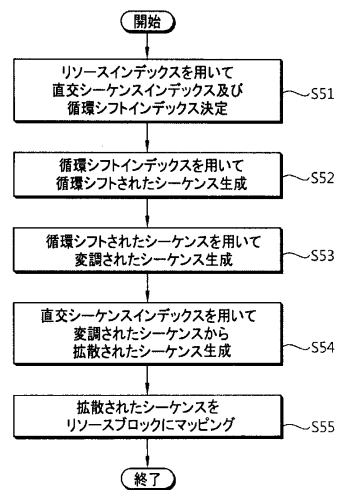 開始
リソースインデックスを用いて
直交シーケンスインデックス及び
循環シフトインデックス決定
S51
循環シフトインデックスを用いて
循環シフトされたシーケンス生成
S52
循環シフトされたシーケンスを用いて
変調されたシーケンス生成
S53
直交シーケンスインデックスを用いて
変調されたシーケンスから
拡散されたシーケンス生成
S54
拡散されたシーケンスを
リソースブロックにマッピング
S55
終了